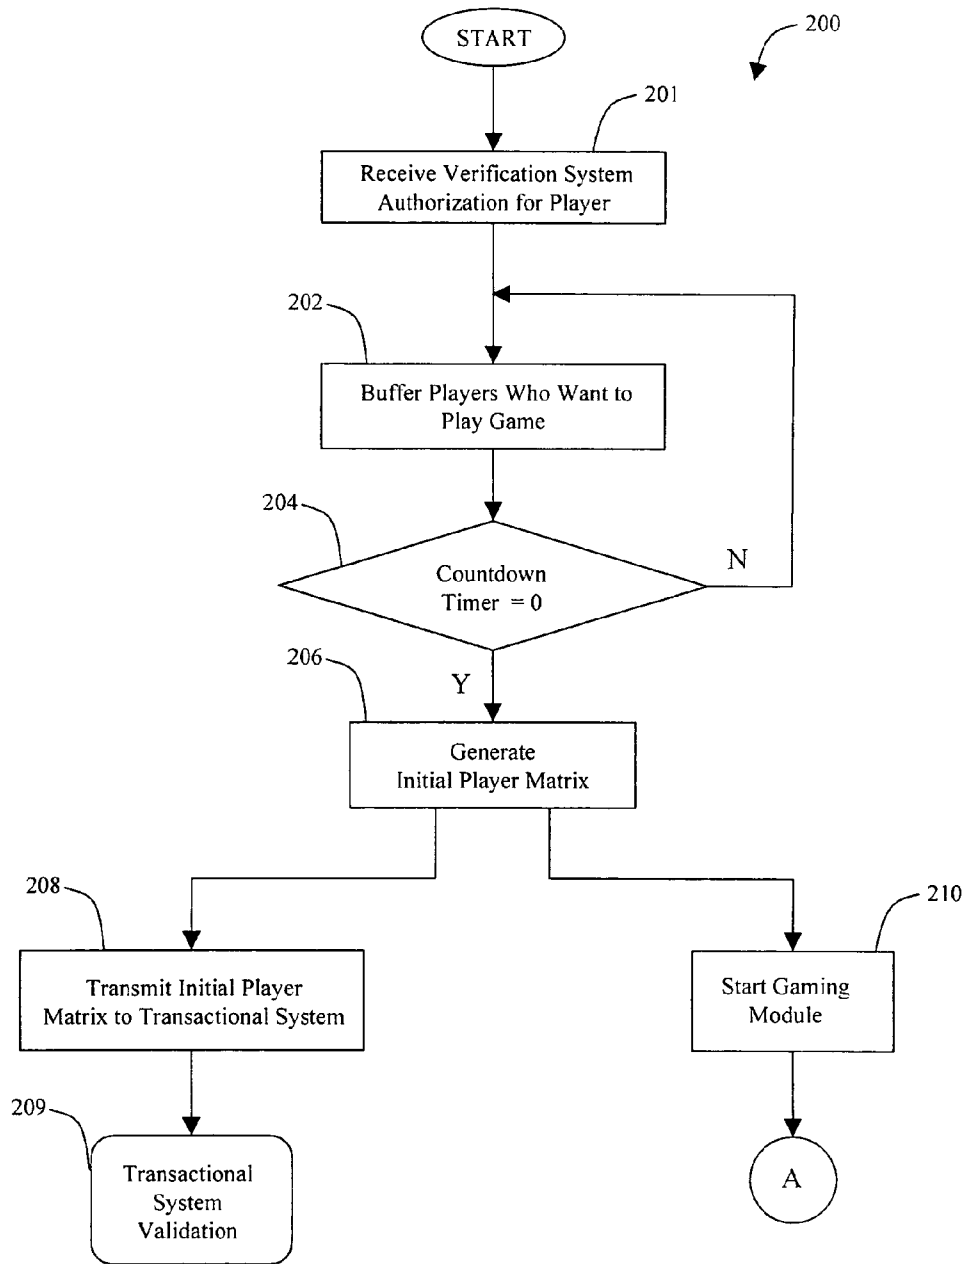 START
200
201
Receive Verification System
Authorization for Player
202
Buffer Players Who Want to
Play Game
204
Countdown
Timer = 0
N
206
Y
Generate
Initial Player Matrix
208
210
Transmit Initial Player
Matrix to Transactional System
Start Gaming
Module
209
Transactional
System
Validation
A